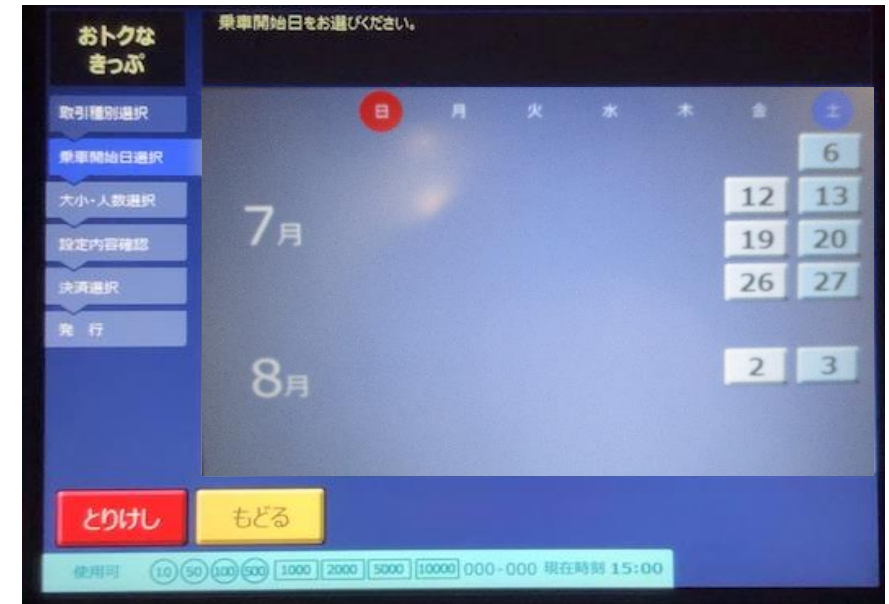 おトクな
きっぷ
乗車開始日をお選びください。
取引種別選択
乗車開始日選択
大小・人数選択
設定内容確認
決済選択
発 行
日 月 火 水 木 金 土
7月
6
12 13
19 20
26 27
8月
2 3
とりけし
もどる
使用可 10 50 100 500 1000 2000 5000 10000 000-000 現在時刻 15:00